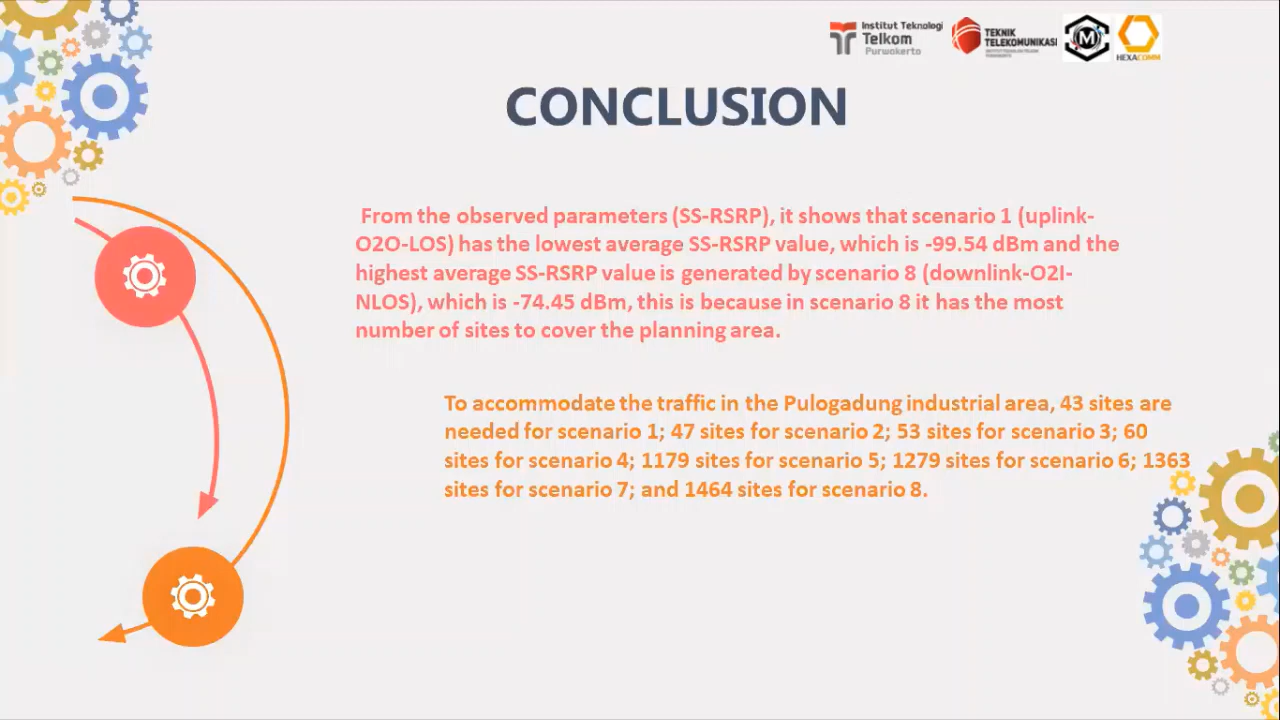 Institut Teknologi
Telkom
Purwokerto
TEKNIK
TELEKOMUNIKASI
M
HEXACOMM
CONCLUSION
From the observed parameters (SS-RSRP), it shows that scenario 1 (uplink-
O2O-LOS) has the lowest average SS-RSRP value, which is -99.54 dBm and the
highest average SS-RSRP value is generated by scenario 8 (downlink-O2I-
NLOS), which is -74.45 dBm, this is because in scenario 8 it has the most
number of sites to cover the planning area.
To accommodate the traffic in the Pulogadung industrial area, 43 sites are
needed for scenario 1; 47 sites for scenario 2; 53 sites for scenario 3; 60
sites for scenario 4; 1179 sites for scenario 5; 1279 sites for scenario 6; 1363
sites for scenario 7; and 1464 sites for scenario 8.